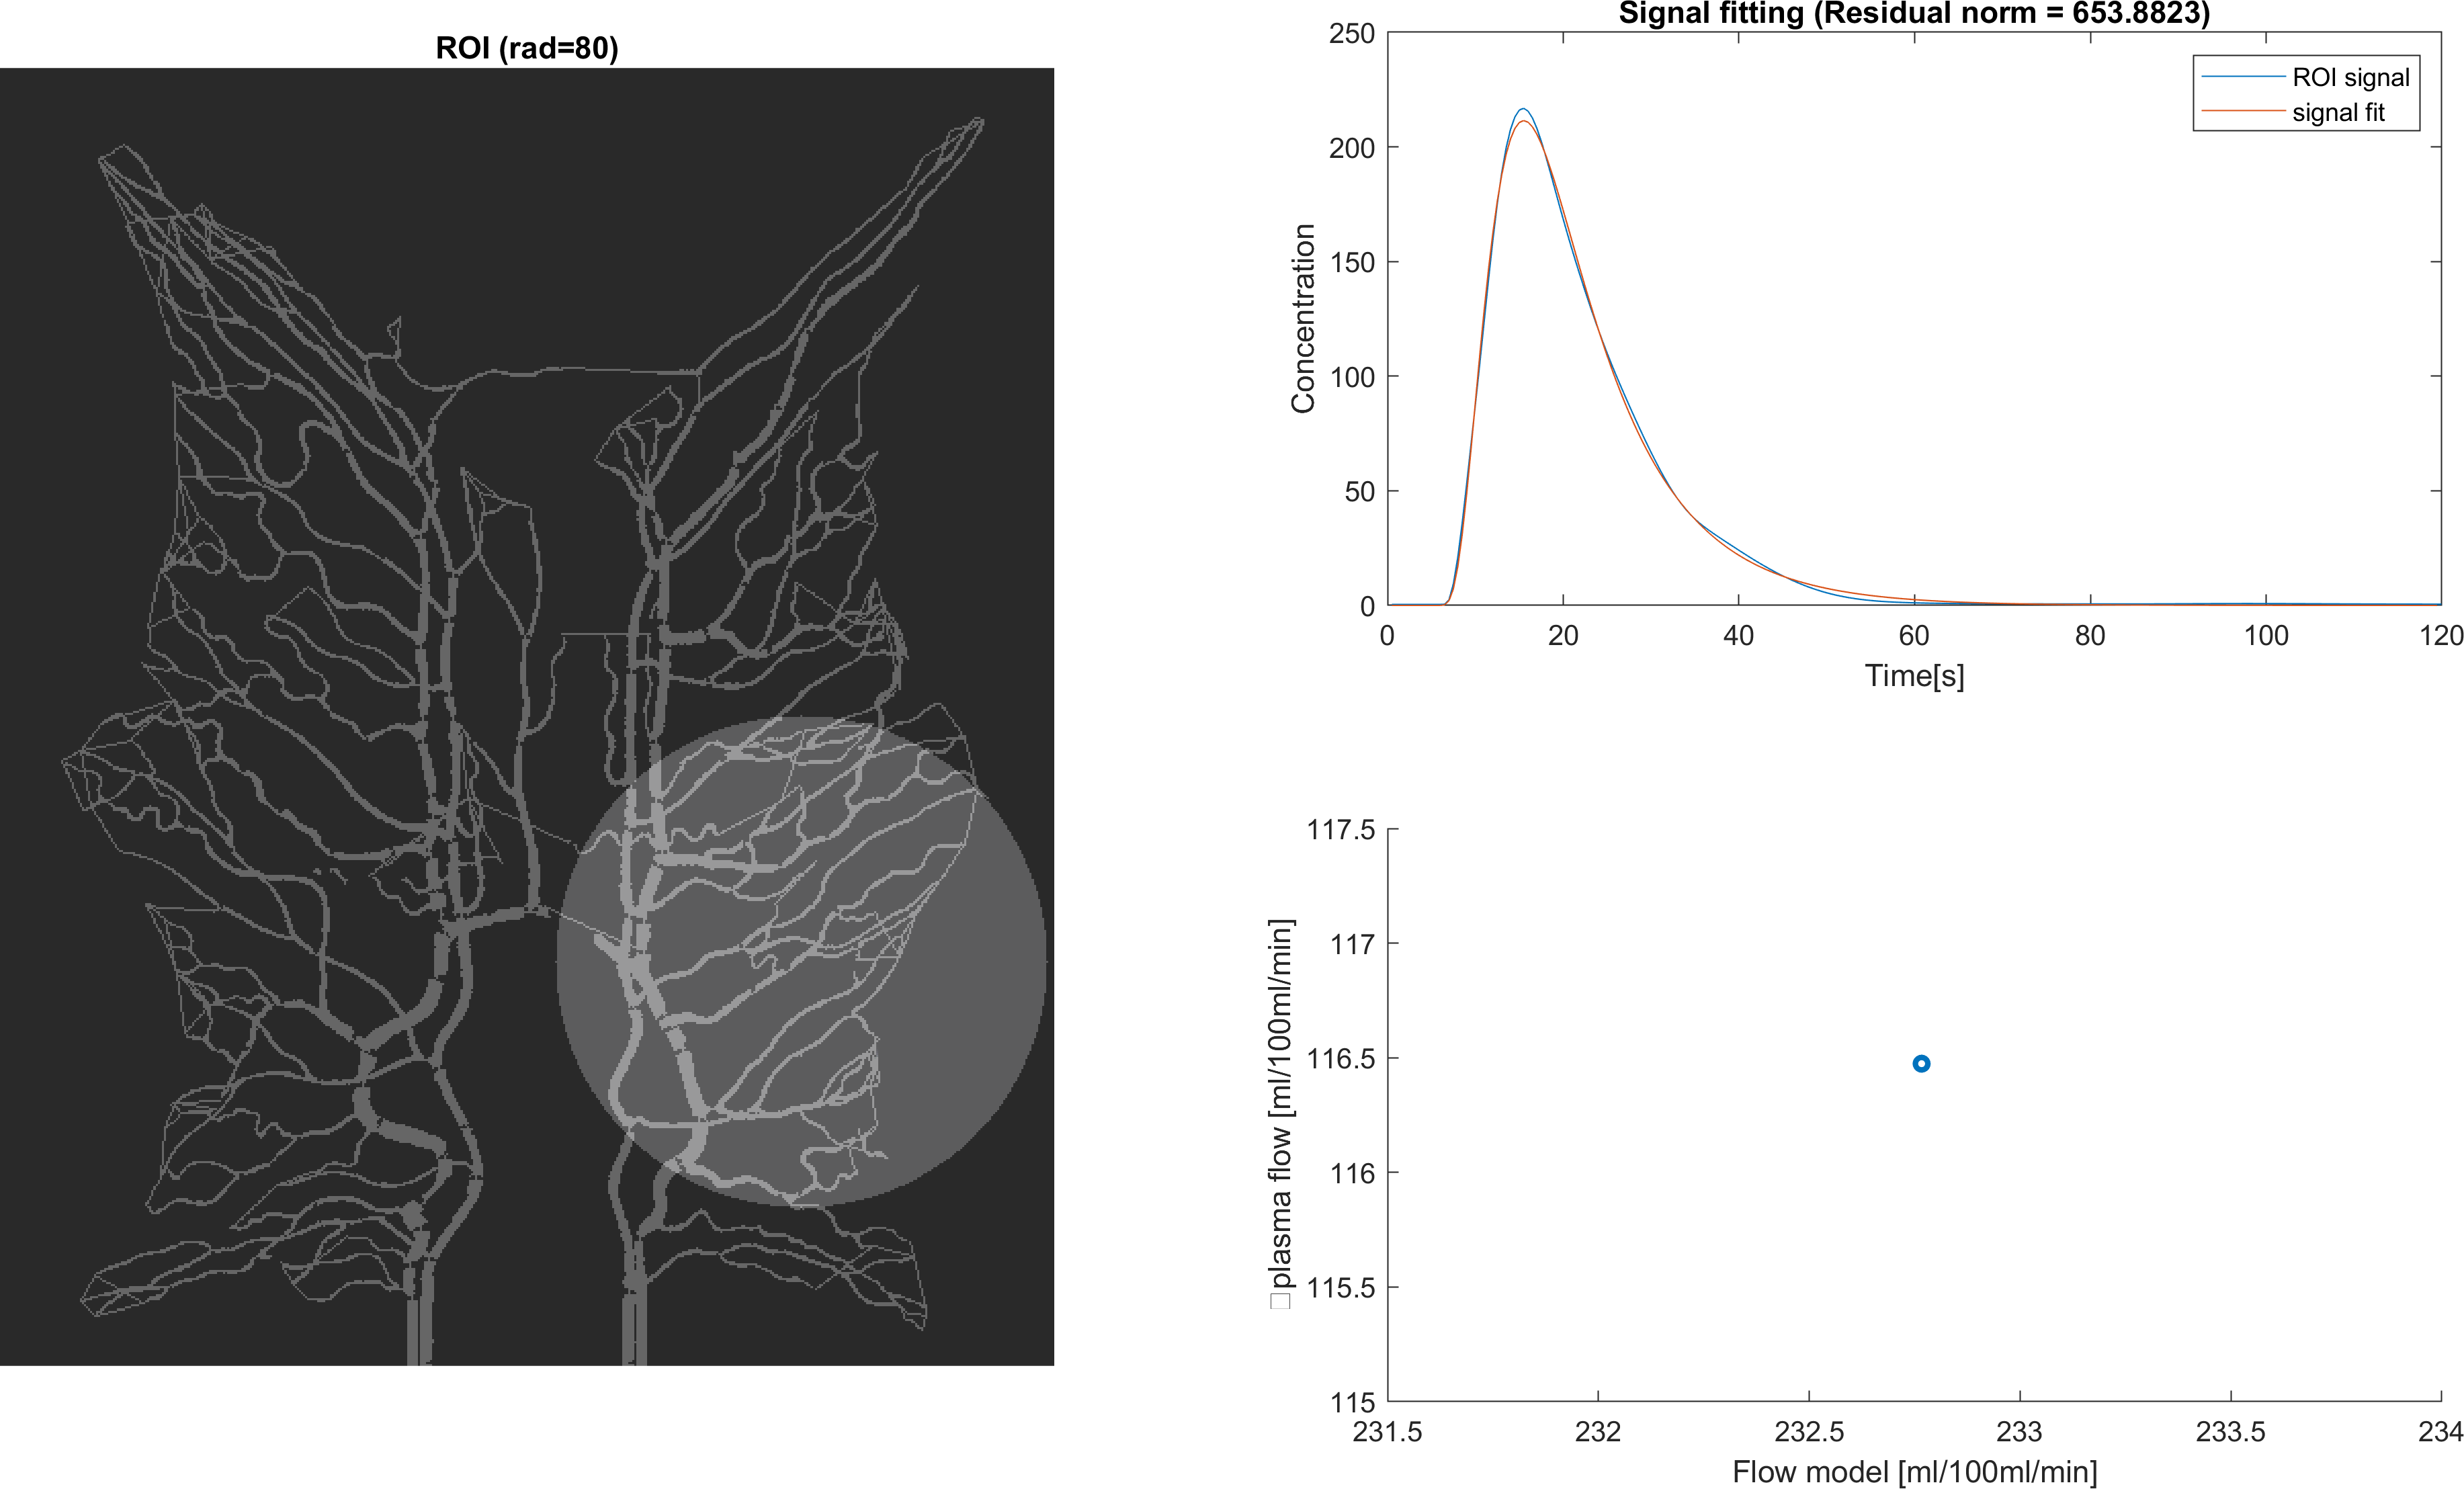 ROI (rad=80)
Signal fitting (Residual norm = 653.8823)
250
200
150
100
50
0
Concentration
ROI signal
signal fit
0 20 40 60 80 100 120
Time[s]
117.5
117
116.5
116
115.5
115
□plasma flow [ml/100ml/min]
231.5 232 232.5 233 233.5 234
Flow model [ml/100ml/min]